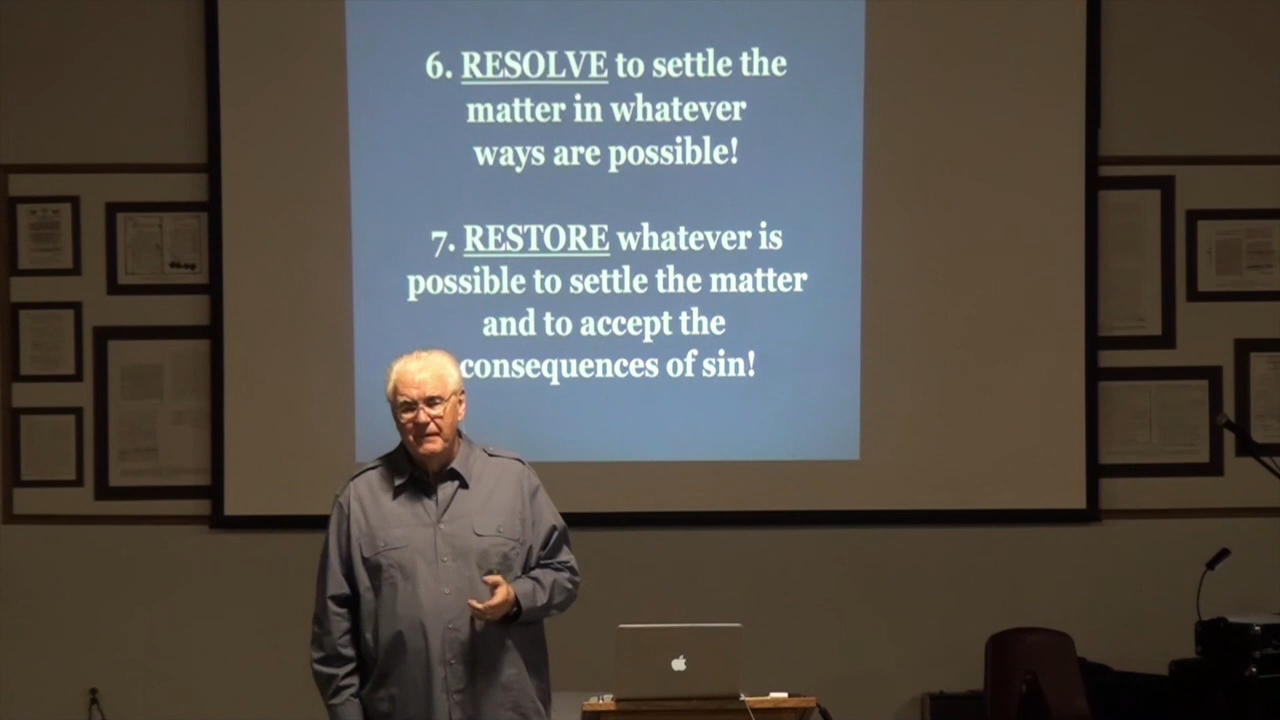 6. RESOLVE to settle the
matter in whatever
ways are possible!
7. RESTORE whatever is
possible to settle the matter
and to accept the
consequences of sin!